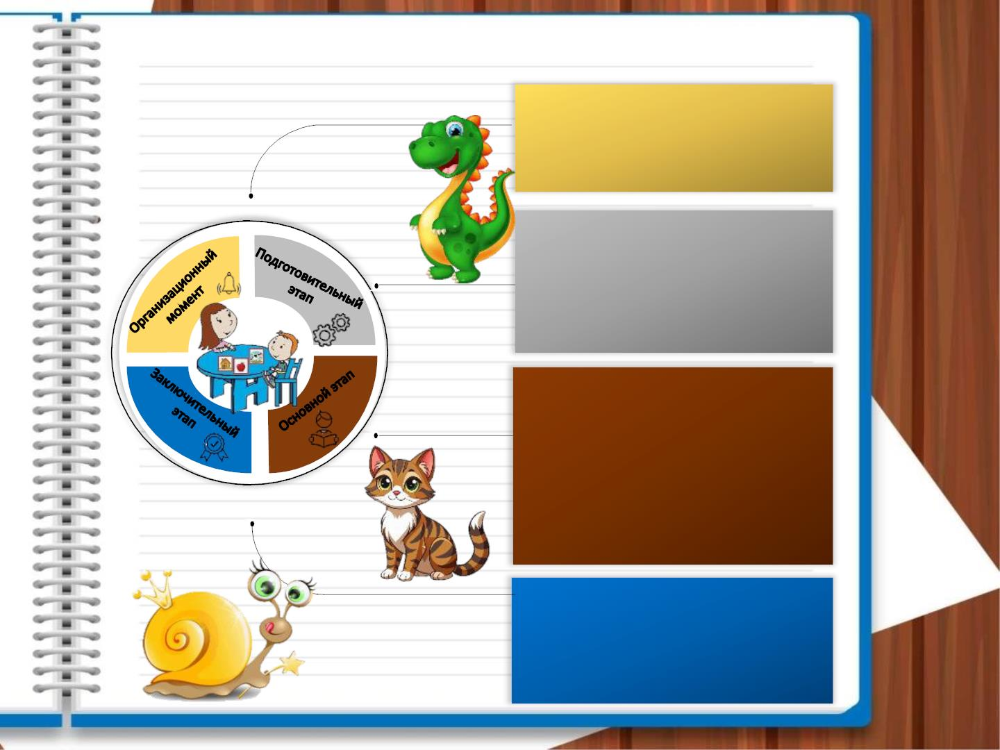 Организационный
момент
Подготовительный
этап
Заключительный
этап
Основной этап